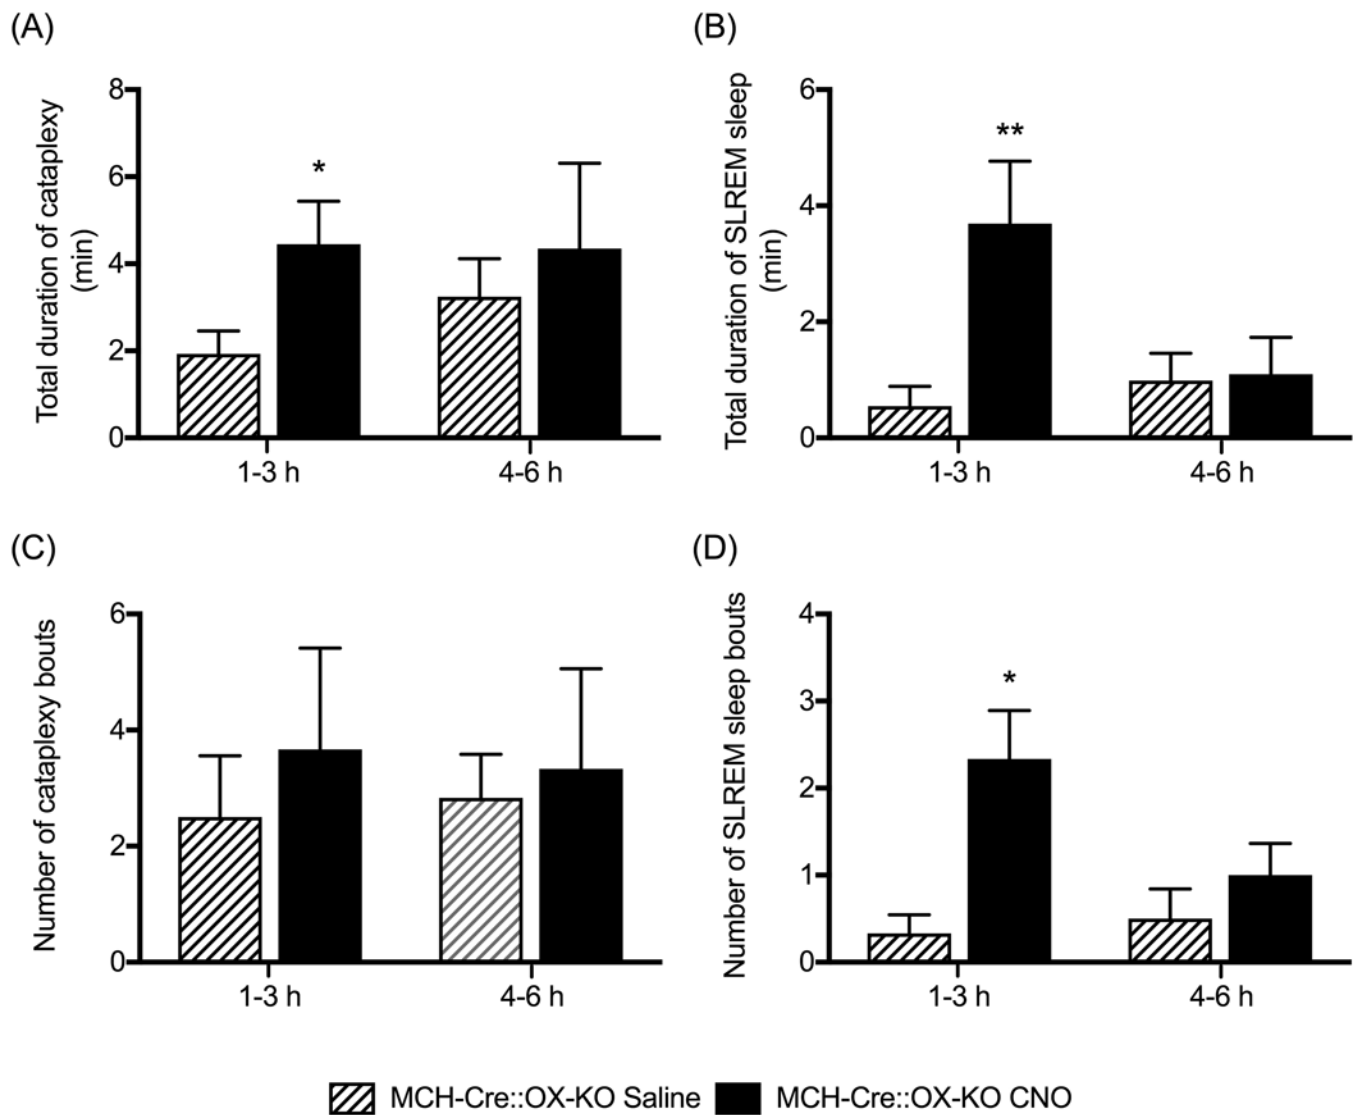 (A)
Total duration of cataplexy
(min)
8
6
4
2
0
*
1-3 h
4-6 h
(B)
Total duration of SLREM sleep
(min)
6
4
2
0
**
1-3 h
4-6 h
(C)
Number of cataplexy bouts
6
4
2
0
1-3 h
4-6 h
(D)
Number of SLREM sleep bouts
4
3
2
1
0
*
1-3 h
4-6 h
MCH-Cre::OX-KO Saline
MCH-Cre::OX-KO CNO